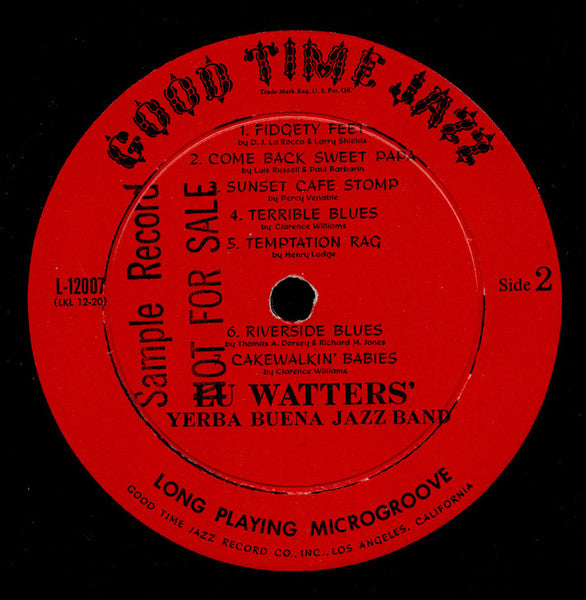 GOOD TIME JAZZ
Trade Mark Reg. U. S. Pat. Off.
1. FIDGETY FEET
by D. J. La Rocca & Larry Shields
2. COME BACK SWEET PAPA
by Luis Russell & Paul Barbarin
SUNSET CAFE STOMP
by Percy Venable
4. TERRIBLE BLUES
by Clarence Williams
5. TEMPTATION RAG
by Henry Lodge
L-12007
(LKL 12-20)
Side 2
Sample Record
NOT FOR SALE
6. RIVERSIDE BLUES
by Thomas A. Dorsey & Richard M. Jones
CAKEWALKIN' BABIES
by Clarence Williams
LU WATTERS'
YERBA BUENA JAZZ BAND
LONG PLAYING MICROGROOVE
GOOD TIME JAZZ RECORD CO., INC., LOS ANGELES, CALIFORNIA